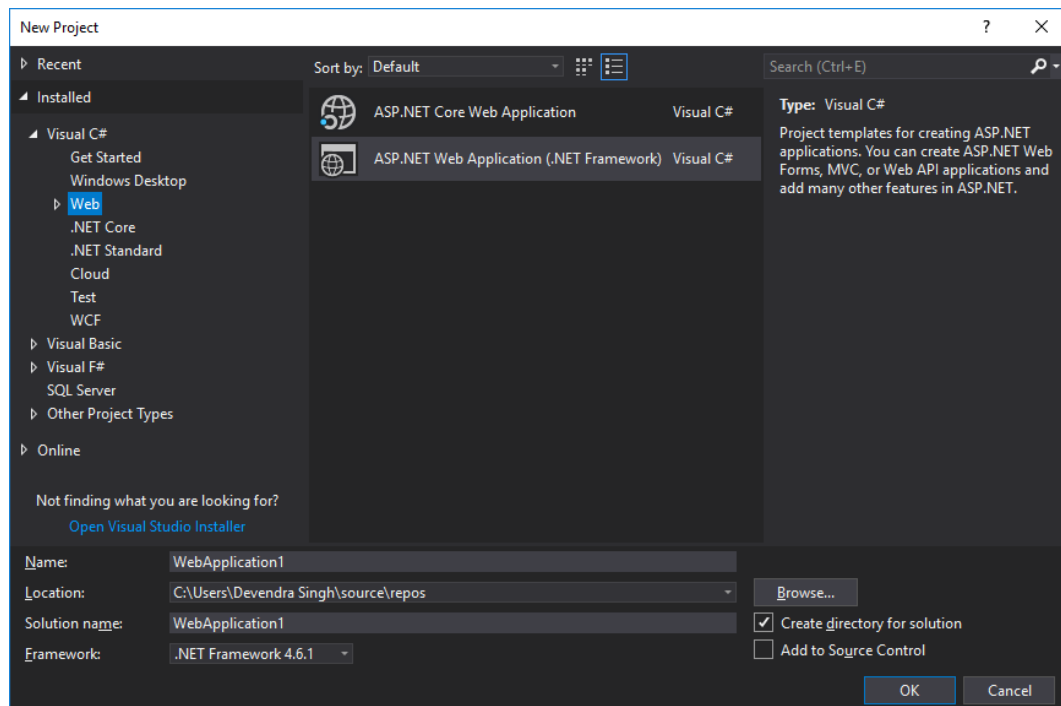 New Project
?
Recent
Installed
Visual C#
Get Started
Windows Desktop
Web
.NET Core
.NET Standard
Cloud
Test
WCF
Visual Basic
Visual F#
SQL Server
Other Project Types
Online
Not finding what you are looking for?
Open Visual Studio Installer
Sort by: Default
ASP.NET Core Web Application Visual C#
ASP.NET Web Application (.NET Framework) Visual C#
Search (Ctrl+E)
Type: Visual C#
Project templates for creating ASP.NET
applications. You can create ASP.NET Web
Forms, MVC, or Web API applications and
add many other features in ASP.NET.
Name: WebApplication1
Location: C:\Users\Devendra Singh\source\repos
Browse...
Solution name: WebApplication1
Create directory for solution
Framework: .NET Framework 4.6.1
Add to Source Control
OK Cancel